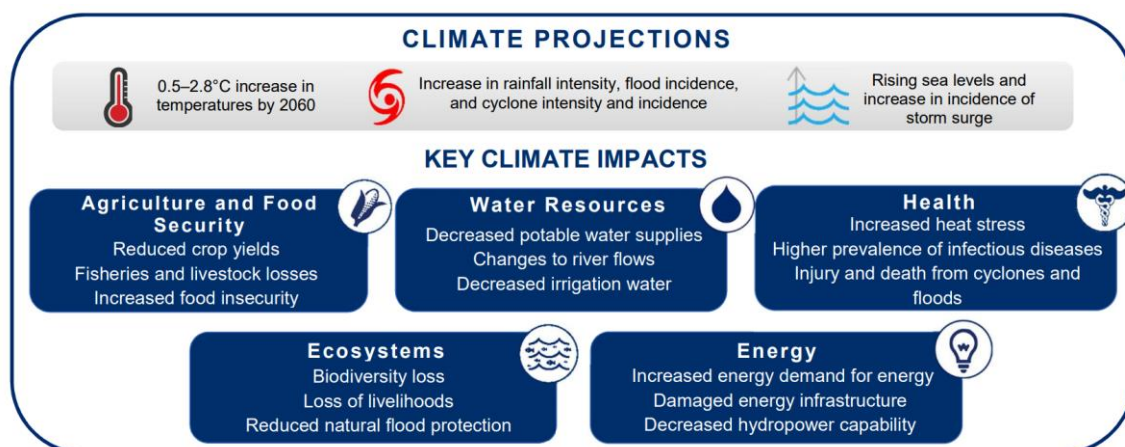 CLIMATE PROJECTIONS
0.5–2.8°C increase in
temperatures by 2060
Increase in rainfall intensity, flood incidence,
and cyclone intensity and incidence
Rising sea levels and
increase in incidence of
storm surge
KEY CLIMATE IMPACTS
Agriculture and Food
Security
Reduced crop yields
Fisheries and livestock losses
Increased food insecurity
Water Resources
Decreased potable water supplies
Changes to river flows
Decreased irrigation water
Health
Increased heat stress
Higher prevalence of infectious diseases
Injury and death from cyclones and
floods
Ecosystems
Biodiversity loss
Loss of livelihoods
Reduced natural flood protection
Energy
Increased energy demand for energy
Damaged energy infrastructure
Decreased hydropower capability